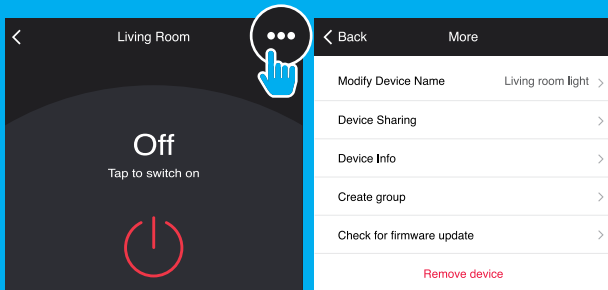 Living Room
Off
Tap to switch on
Back More
Modify Device Name Living room light
Device Sharing
Device Info
Create group
Check for firmware update
Remove device